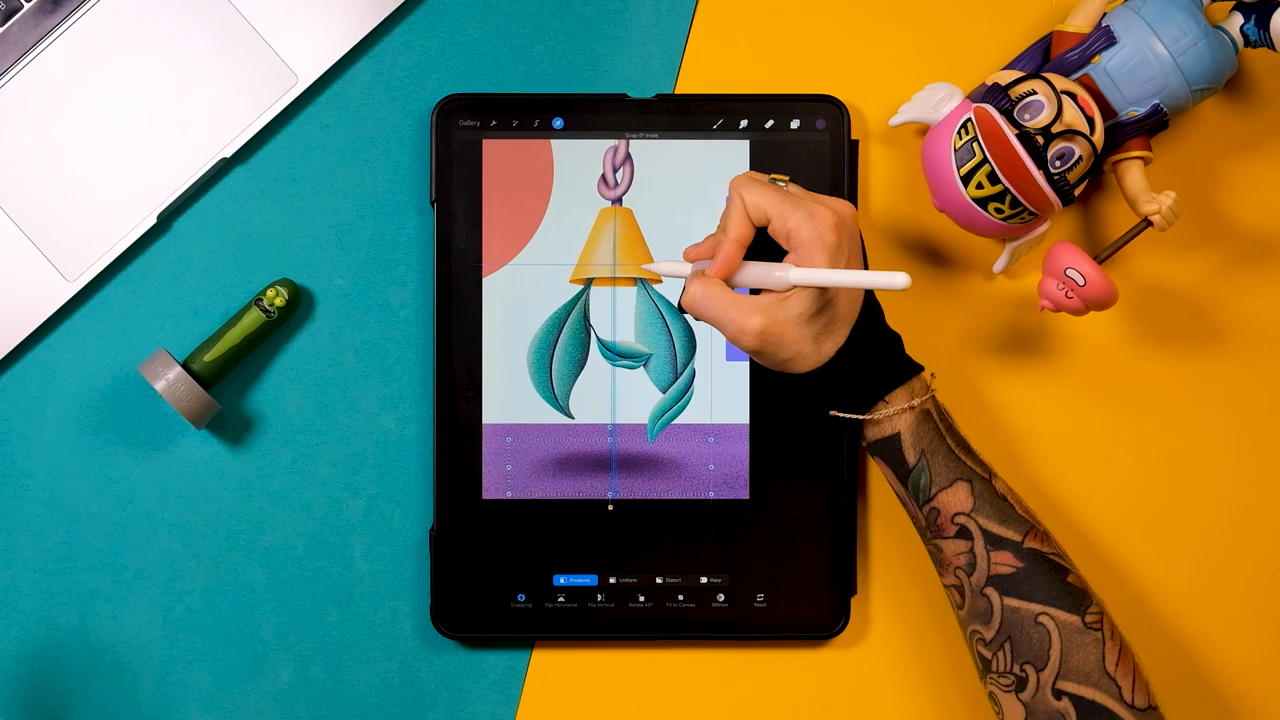 Gallery
Snap 0° more
ARALE
Freeform
Uniform
Distort
Warp
Snapping
Flip Horizontal
Flip Vertical
Rotate 45°
Fit to Canvas
Bilinear
Reset